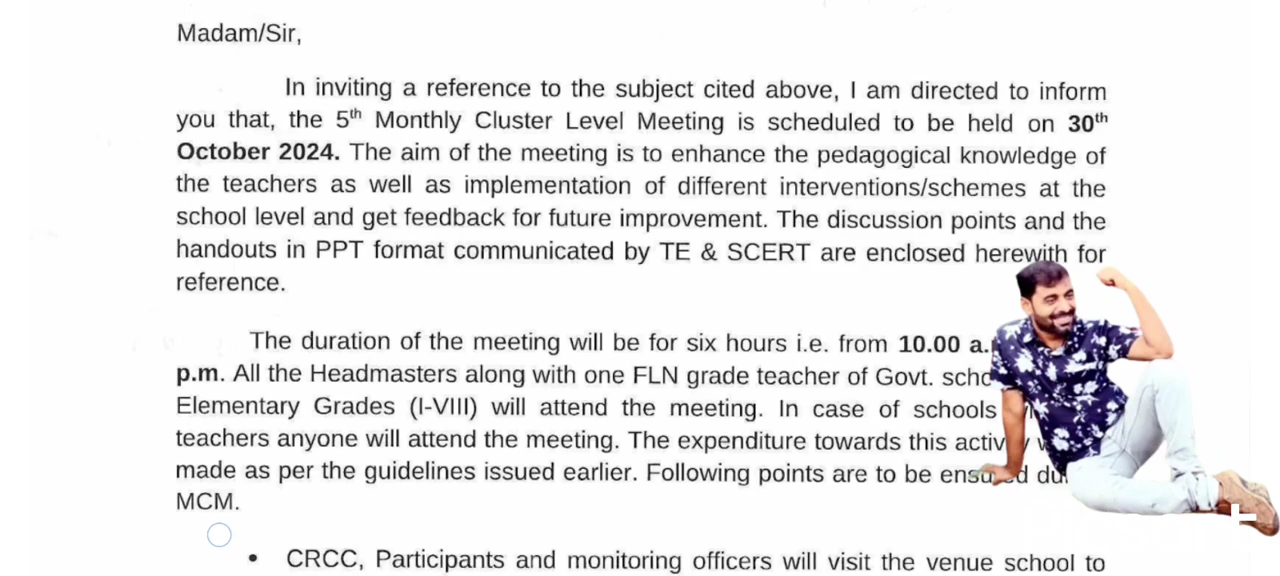 Madam/Sir,
In inviting a reference to the subject cited above, I am directed to inform
you that, the 5th Monthly Cluster Level Meeting is scheduled to be held on 30th
October 2024. The aim of the meeting is to enhance the pedagogical knowledge of
the teachers as well as implementation of different interventions/schemes at the
school level and get feedback for future improvement. The discussion points and the
handouts in PPT format communicated by TE & SCERT are enclosed herewith for
reference.
The duration of the meeting will be for six hours i.e. from 10.00 a.
p.m. All the Headmasters along with one FLN grade teacher of Govt.
Elementary Grades (I-VIII) will attend the meeting. In case of schools
teachers anyone will attend the meeting. The expenditure towards this
made as per the guidelines issued earlier. Following points are to be
MCM.
• CRCC, Participants and monitoring officers will visit the venue school to